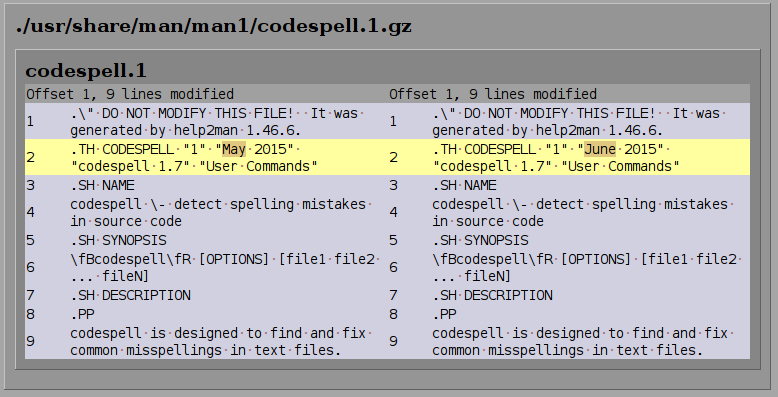 ./usr/share/man/man1/codespell.1.gz
codespell.1
Offset 1, 9 lines modified Offset 1, 9 lines modified
1 .\"·DO·NOT·MODIFY·THIS·FILE!··It·was· 
generated·by·help2man·1.46.6.
2 .TH·CODESPELL·"1"·"May·2015"·
"codespell·1.7"·"User·Commands"
3 .SH·NAME
4 codespell·\-·detect·spelling·mistakes·
in·source·code
5 .SH·SYNOPSIS
6 \fBcodespell\fR·[OPTIONS]·[file1·file2·
...·fileN]
7 .SH·DESCRIPTION
8 .PP
9 codespell·is·designed·to·find·and·fix·
common·misspellings·in·text·files.
1 .\"·DO·NOT·MODIFY·THIS·FILE!··It·was·
generated·by·help2man·1.46.6.
2 .TH·CODESPELL·"1"·"June·2015"·
"codespell·1.7"·"User·Commands"
3 .SH·NAME
4 codespell·\-·detect·spelling·mistakes·
in·source·code
5 .SH·SYNOPSIS
6 \fBcodespell\fR·[OPTIONS]·[file1·file2·
...·fileN]
7 .SH·DESCRIPTION
8 .PP
9 codespell·is·designed·to·find·and·fix·
common·misspellings·in·text·files.